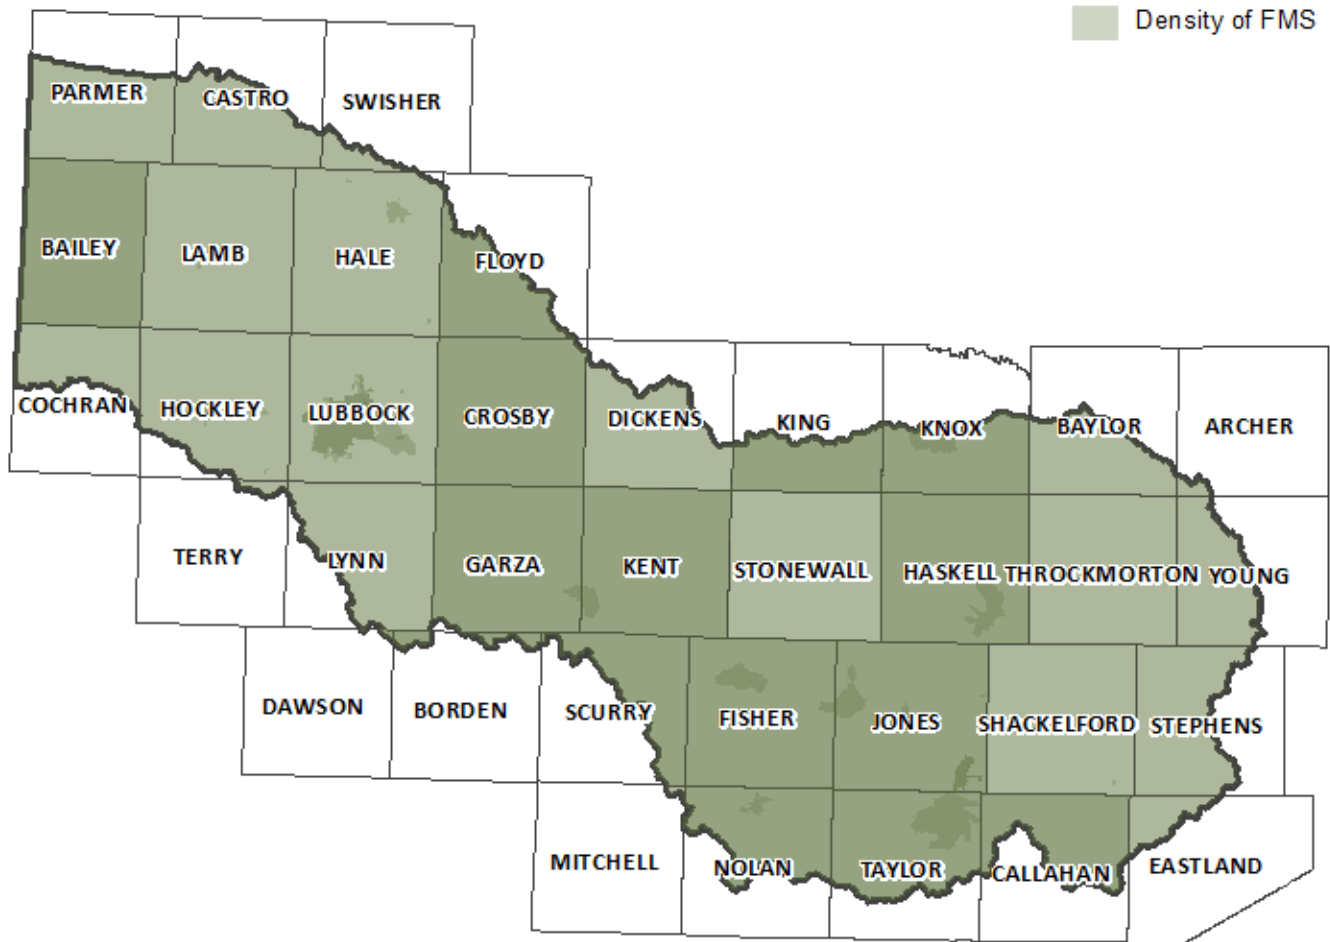 Density of FMS
PARMER
CASTRO
SWISHER
BAILEY
LAMB
HALE
FLOYD
COCHRAN
HOCKLEY
LUBBOCK
CROSBY
DICKENS
KING
KNOX
BAYLOR
ARCHER
TERRY
LYNN
GARZA
KENT
STONEWALL
HASKELL
THROCKMORTON
YOUNG
DAWSON
BORDEN
SCURRY
FISHER
JONES
SHACKELFORD
STEPHENS
MITCHELL
NOLAN
TAYLOR
CALLAHAN
EASTLAND